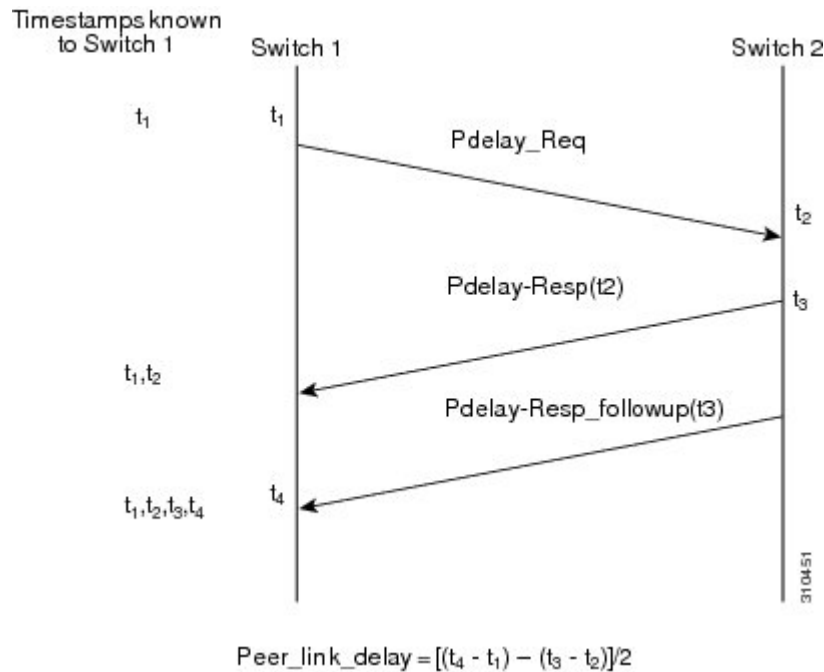 Timestamps known
to Switch 1
Switch 1
Switch 2
t₁
t₁
Pdelay_Req
t₂
Pdelay-Resp(t2)
t₃
t₁,t₂
Pdelay-Resp_followup(t3)
t₁,t₂,t₃,t₄
t₄
310451
Peer_link_delay = [(t₄ - t₁) – (t₃ - t₂)]/2